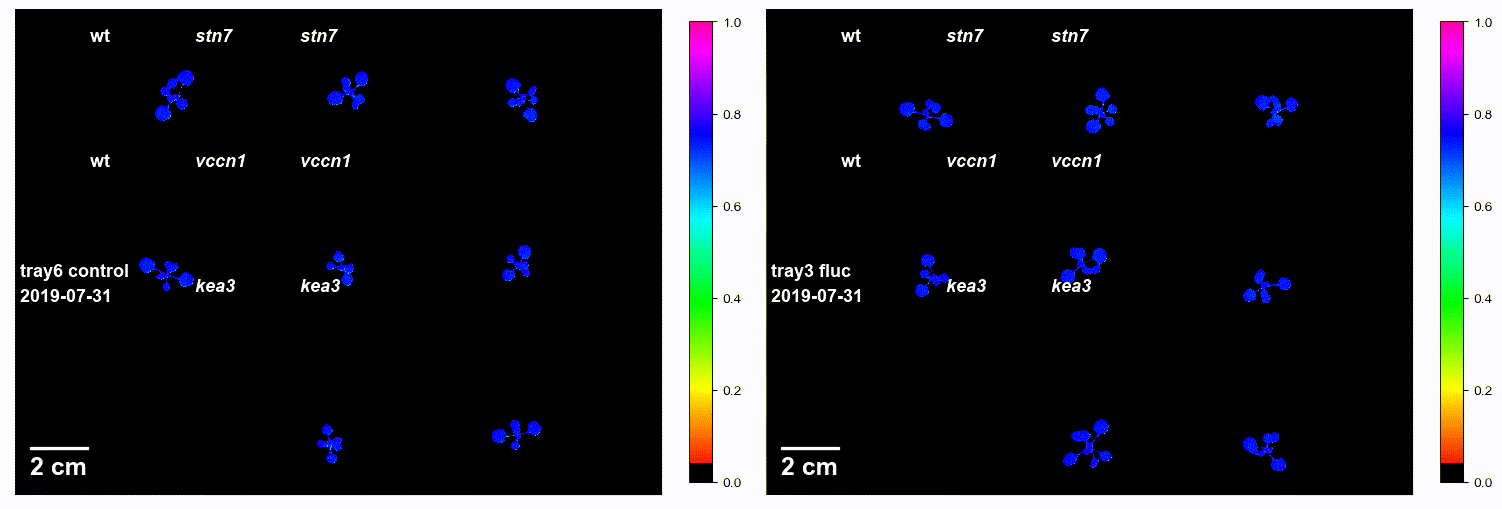 wt stn7 stn7
wt vccn1 vccn1
tray6 control
2019-07-31
kea3 kea3
2 cm
1.0
0.8
0.6
0.4
0.2
0.0
wt stn7 stn7
wt vccn1 vccn1
tray3 fluc
2019-07-31
kea3 kea3
2 cm
1.0
0.8
0.6
0.4
0.2
0.0